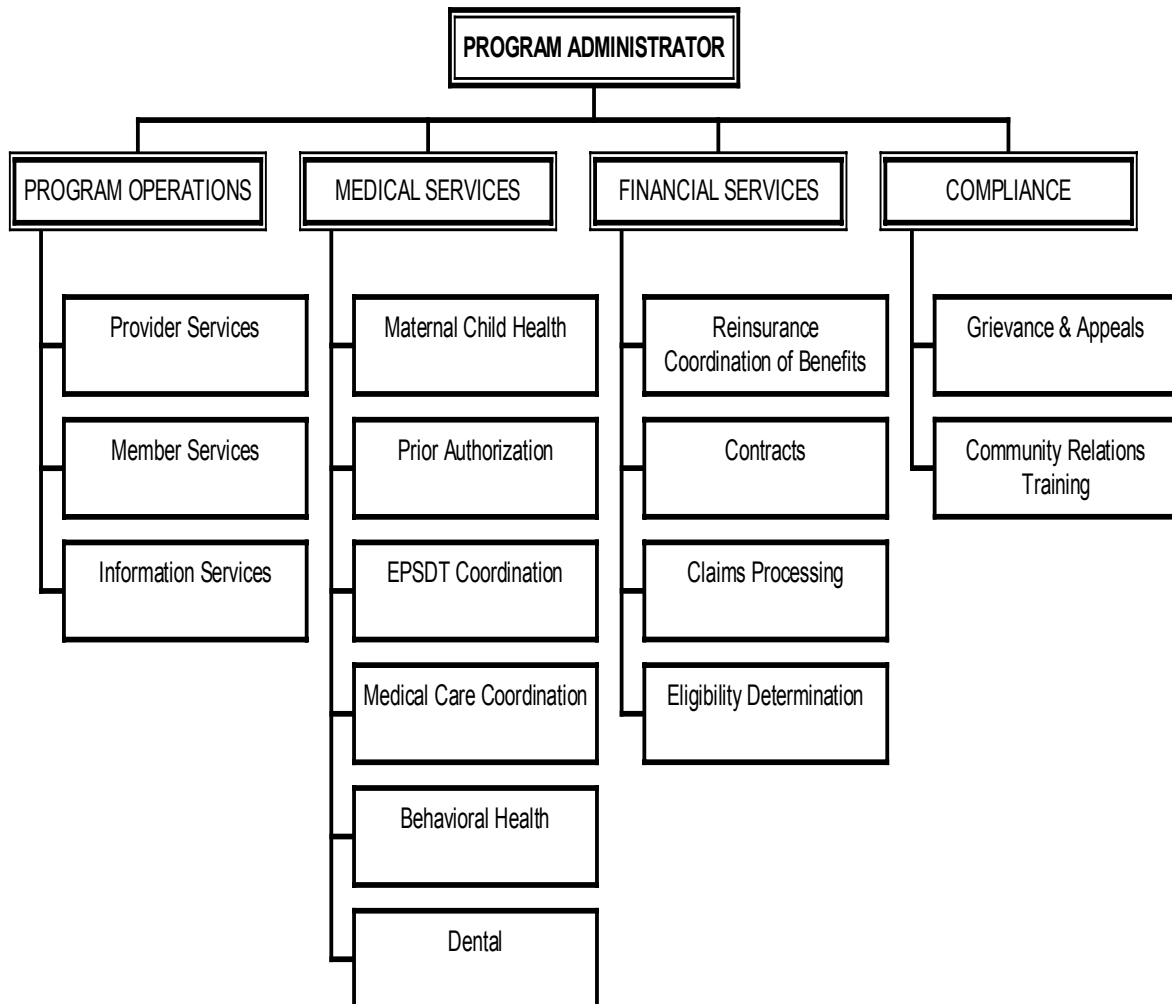 PROGRAM ADMINISTRATOR
PROGRAM OPERATIONS
MEDICAL SERVICES
FINANCIAL SERVICES
COMPLIANCE
Provider Services
Member Services
Information Services
Maternal Child Health
Prior Authorization
EPSDT Coordination
Medical Care Coordination
Behavioral Health
Dental
Reinsurance
Coordination of Benefits
Contracts
Claims Processing
Eligibility Determination
Grievance & Appeals
Community Relations
Training